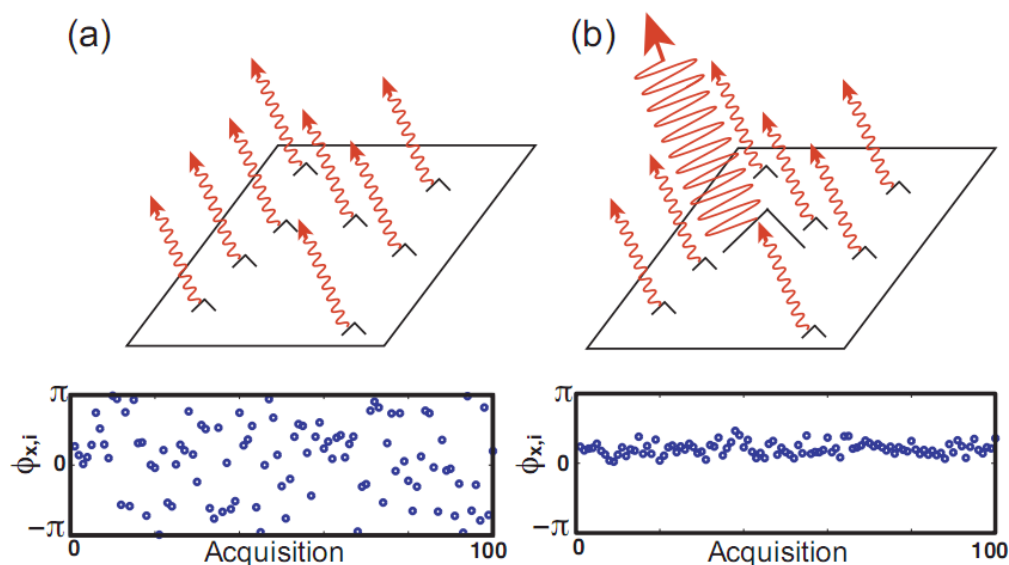 (a)
(b)
π
ϕx,i
0
−π
0
Acquisition
100
π
ϕx,i
0
−π
0
Acquisition
100